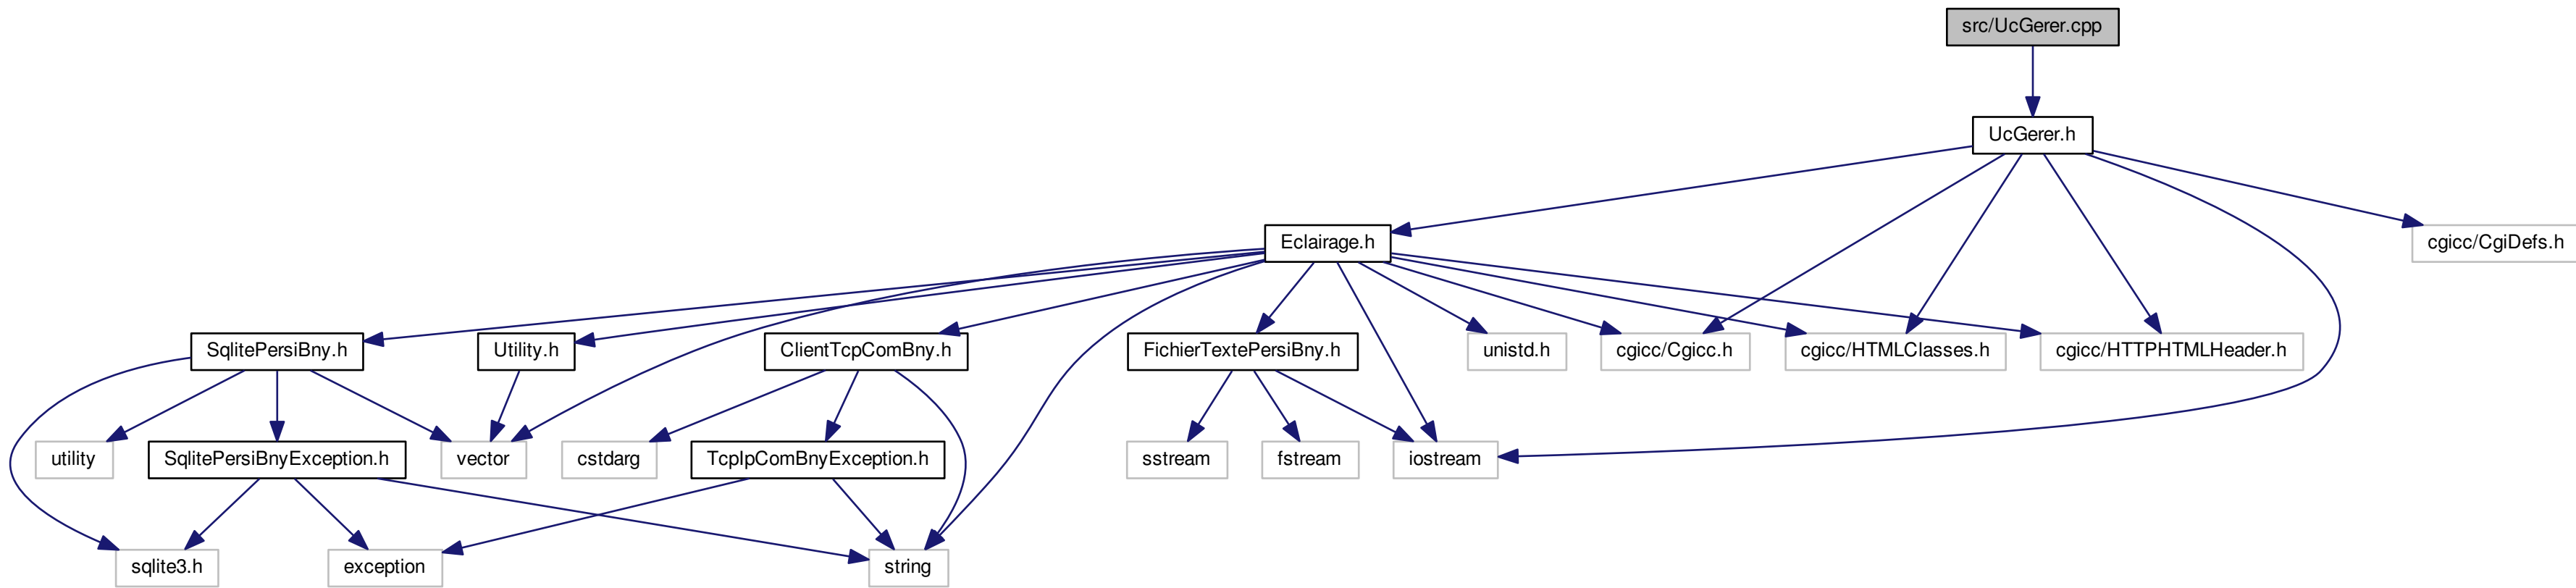 src/UcGerer.cpp
UcGerer.h
Eclairage.h
cgicc/CgiDefs.h
SqlitePersiBny.h
Utility.h
ClientTcpComBny.h
FichierTextePersiBny.h
unistd.h
cgicc/Cgicc.h
cgicc/HTMLClasses.h
cgicc/HTTPHTMLHeader.h
utility
SqlitePersiBnyException.h
vector
cstdarg
TcpIpComBnyException.h
sstream
fstream
iostream
sqlite3.h
exception
string